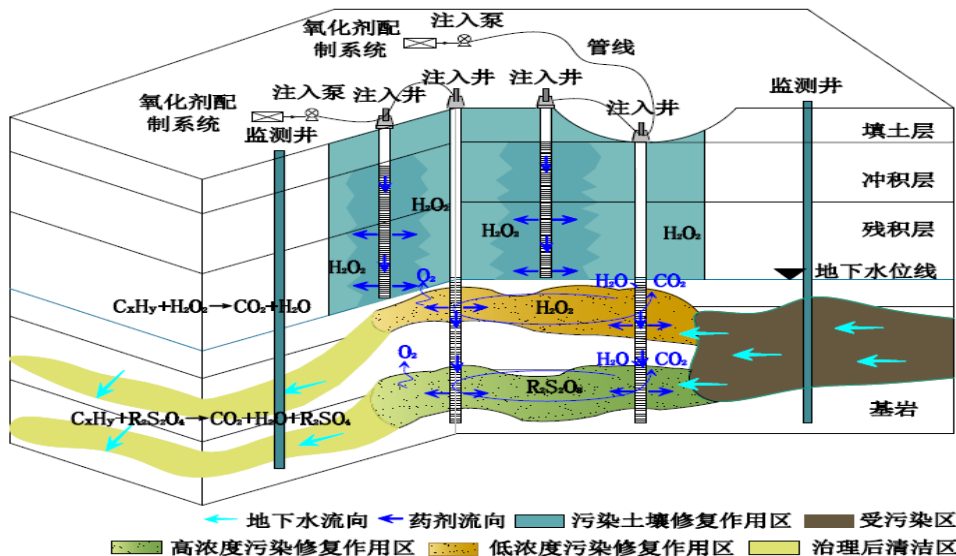 氧化剂配
制系统
注入泵
管线
氧化剂配
制系统
注入泵
注入井
注入井
注入井
注入井
监测井
监测井
填土层
冲积层
残积层
地下水位线
基岩
H₂O₂
H₂O₂
H₂O₂
H₂O₂
O₂
H₂O
CO₂
H₂O₂
CxHy+H₂O₂→CO₂+H₂O
O₂
H₂O
CO₂
R₂S₂O₈
CxHy+R₂S₂O₄→CO₂+H₂O+R₂SO₄
地下水流向
药剂流向
污染土壤修复作用区
受污染区
高浓度污染修复作用区
低浓度污染修复作用区
治理后清洁区